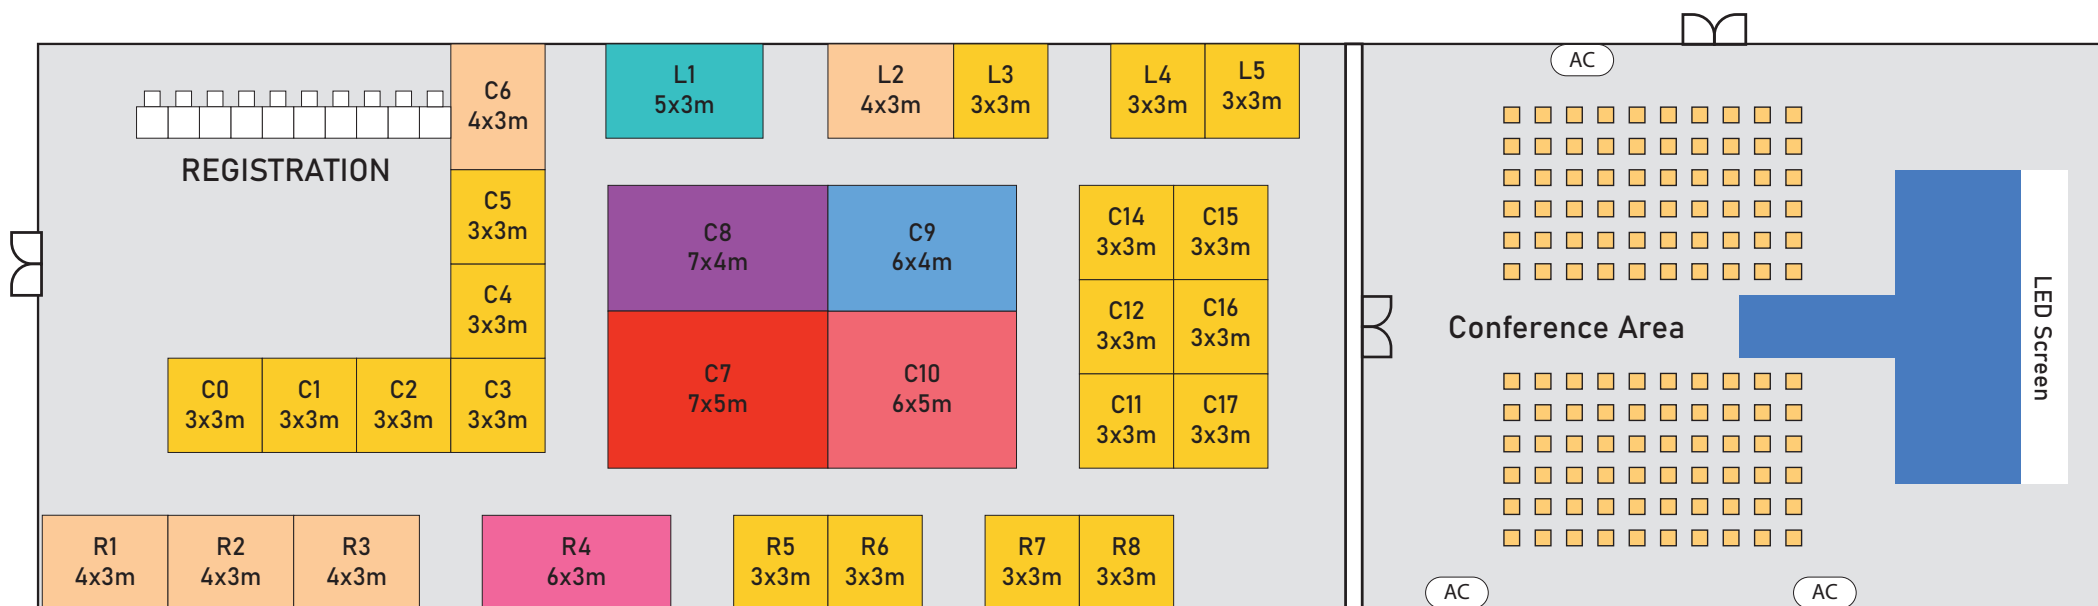 REGISTRATION
C6
4x3m
C5
3x3m
C4
3x3m
C0
3x3m
C1
3x3m
C2
3x3m
C3
3x3m
L1
5x3m
L2
4x3m
L3
3x3m
L4
3x3m
L5
3x3m
C8
7x4m
C9
6x4m
C7
7x5m
C10
6x5m
C14
3x3m
C15
3x3m
C12
3x3m
C16
3x3m
C11
3x3m
C17
3x3m
R1
4x3m
R2
4x3m
R3
4x3m
R4
6x3m
R5
3x3m
R6
3x3m
R7
3x3m
R8
3x3m
AC
Conference Area
LED Screen
AC
AC